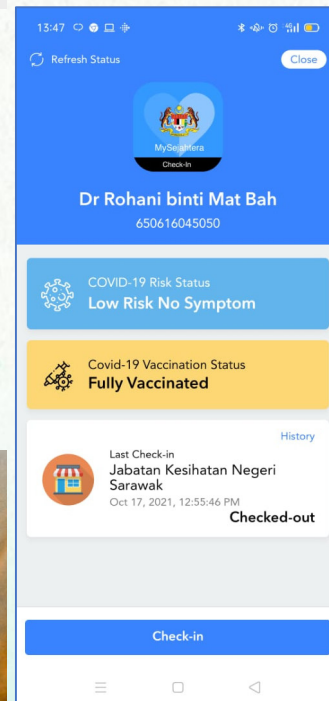 13:47
Refresh Status
Close
MySejahtera
Check-In
Dr Rohani binti Mat Bah
650616045050
COVID-19 Risk Status
Low Risk No Symptom
Covid-19 Vaccination Status
Fully Vaccinated
History
Last Check-in
Jabatan Kesihatan Negeri
Sarawak
Oct 17, 2021, 12:55:46 PM
Checked-out
Check-in